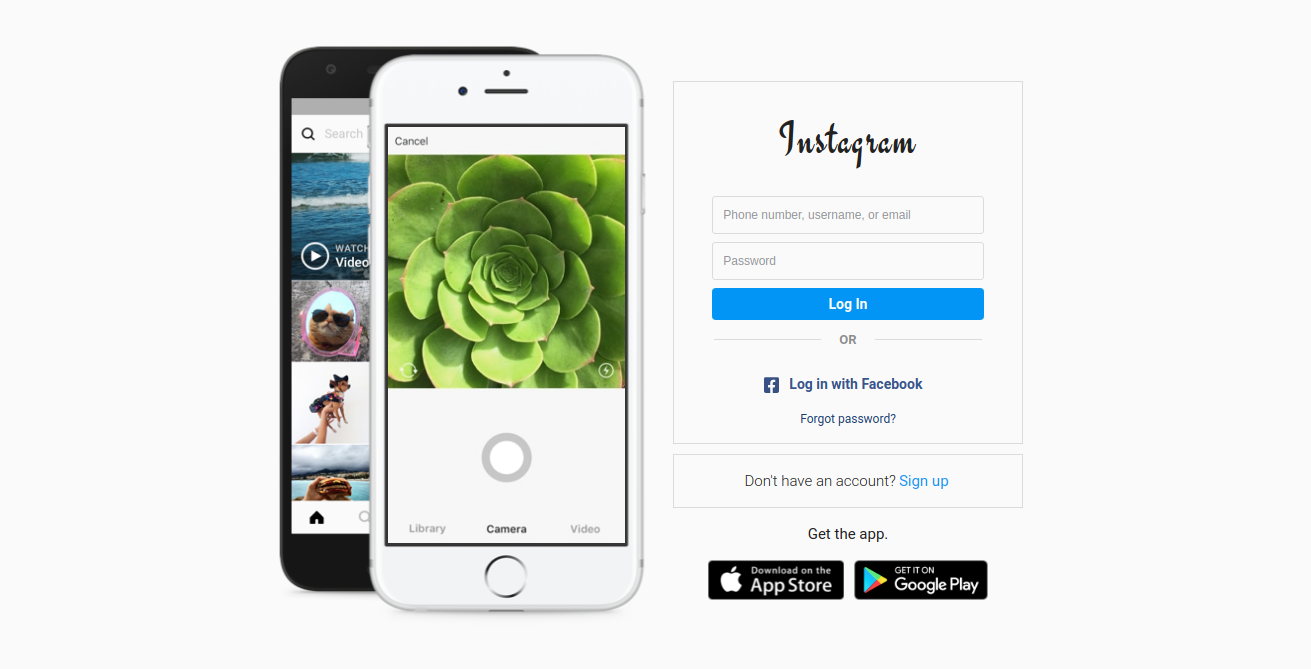 Search
WATCH
Video
Cancel
Library
Camera
Video
Instagram
Phone number, username, or email
Password
Log In
OR
Log in with Facebook
Forgot password?
Don't have an account? Sign up
Get the app.
Download on the
App Store
GET IT ON
Google Play